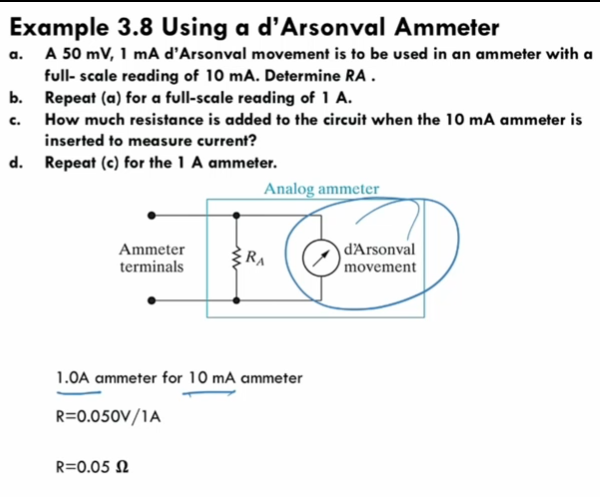 Example 3.8 Using a d’Arsonval Ammeter
a. A 50 mV, 1 mA d’Arsonval movement is to be used in an ammeter with a
full- scale reading of 10 mA. Determine RA .
b. Repeat (a) for a full-scale reading of 1 A.
c. How much resistance is added to the circuit when the 10 mA ammeter is
inserted to measure current?
d. Repeat (c) for the 1 A ammeter.
Analog ammeter
Ammeter
terminals
RA
d’Arsonval
movement
1.0A ammeter for 10 mA ammeter
R=0.050V/1A
R=0.05 Ω